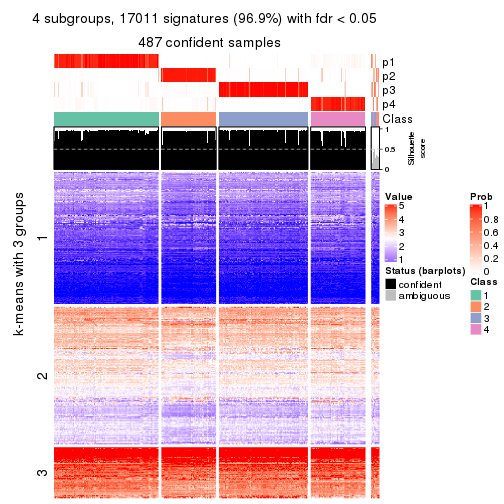 4 subgroups, 17011 signatures (96.9%) with fdr < 0.05
487 confident samples
p1
p2
p3
p4
Class
1
0.5
0
Silhouette
score
k-means with 3 groups
1
2
3
Value
5
4
3
2
1
Status (barplots)
confident
ambiguous
Prob
1
0.8
0.6
0.4
0.2
0
Class
1
2
3
4